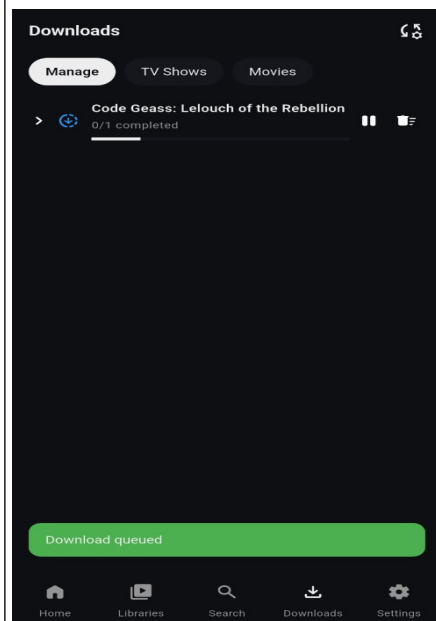 Downloads
Manage TV Shows Movies
Code Geass: Lelouch of the Rebellion
0/1 completed
Download queued
Home Libraries Search Downloads Settings